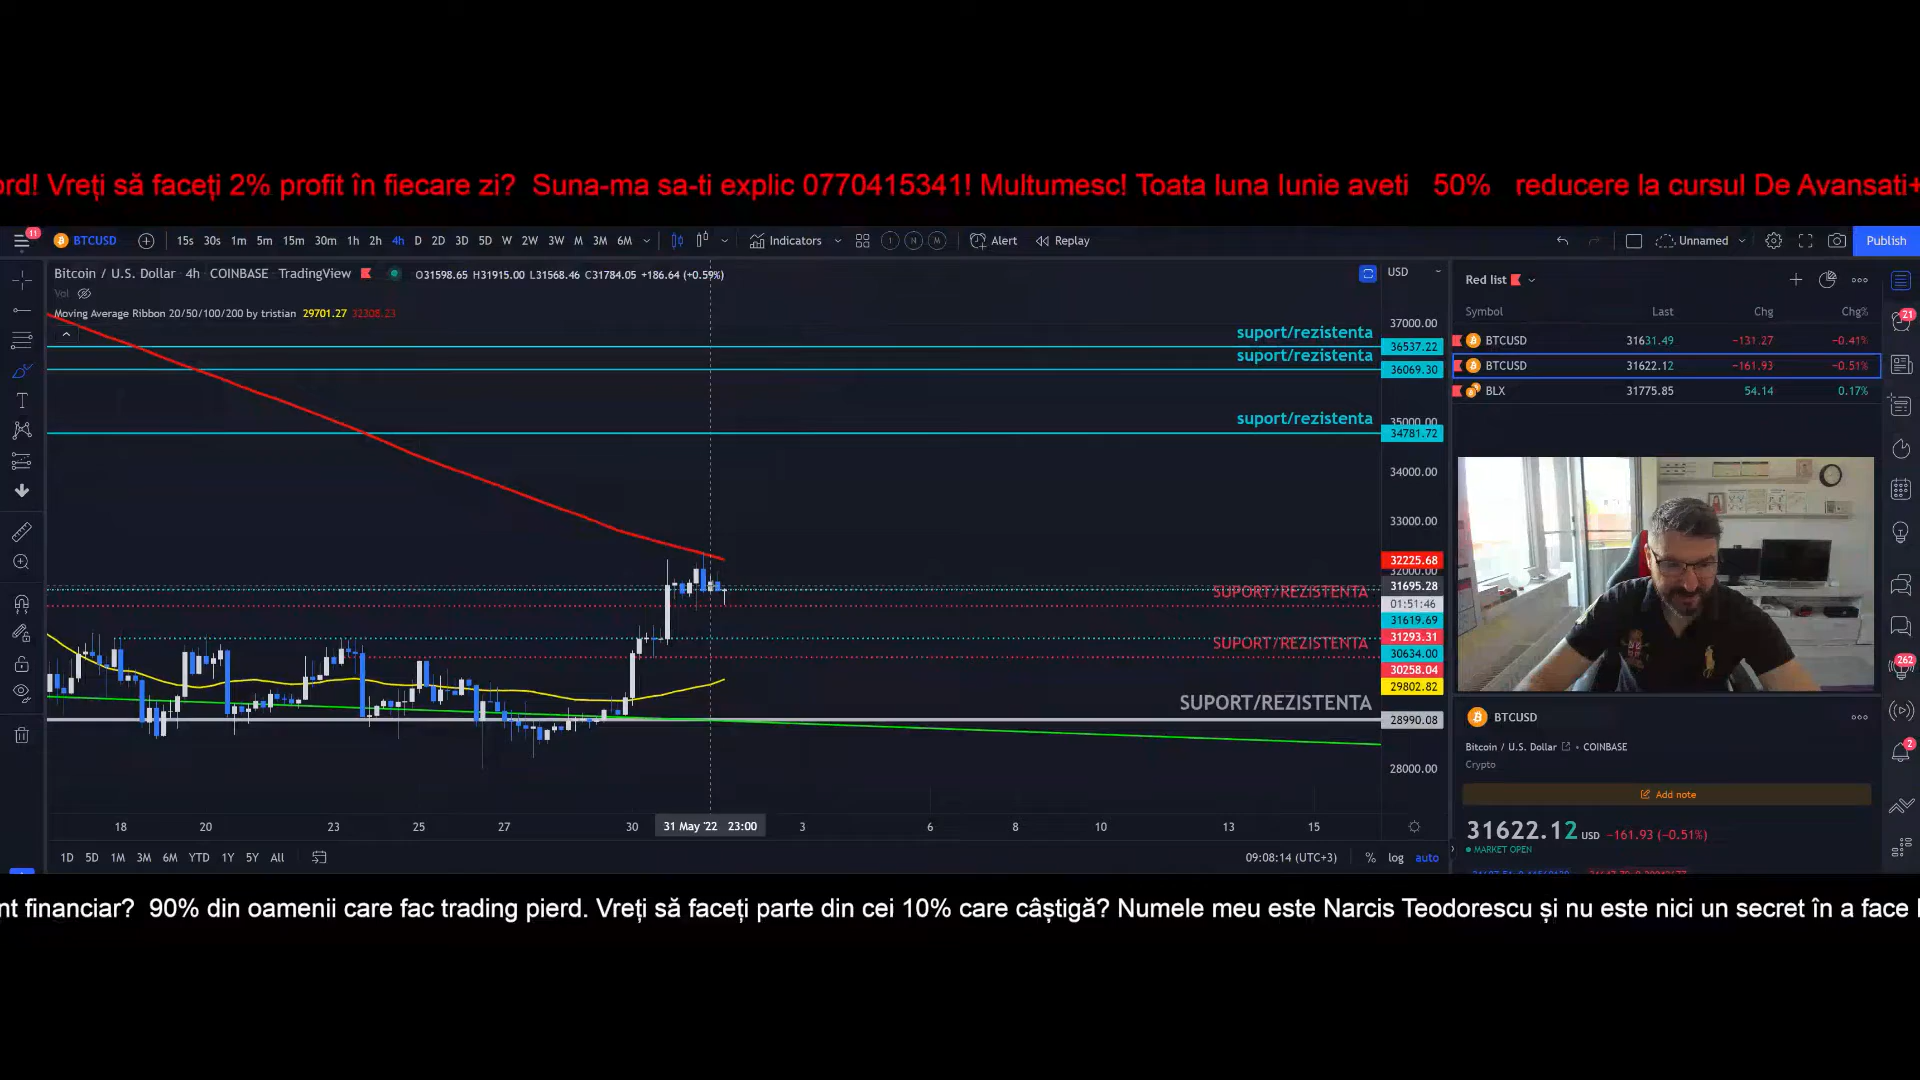 ord! Vreți să faceți 2% profit în fiecare zi? Suna-ma sa-ti explic 0770415341! Multumesc! Toata luna Iunie aveti 50% reducere la cursul De Avansati+
11
BTCUSD 15s 30s 1m 5m 15m 30m 1h 2h 4h D 2D 3D 5D W 2W 3W M 3M 6M Indicators I N M Alert Replay Unnamed Publish
Bitcoin / U.S. Dollar 4h COINBASE TradingView O31598.65 H31915.00 L31568.46 C31784.05 +186.64 (+0.59%)
Vol
Moving Average Ribbon 20/50/100/200 by tristian 29701.27 32308.23
USD
37000.00
suport/rezistenta
36537.22
suport/rezistenta
36069.30
suport/rezistenta
35000.00
34781.72
34000.00
33000.00
32225.68
32000.00
31695.28
SUPORT/REZISTENTA
01:51:46
31619.69
31293.31
SUPORT/REZISTENTA
30634.00
30258.04
29802.82
SUPORT/REZISTENTA
28990.08
28000.00
18 20 23 25 27 30 31 May '22 23:00 3 6 8 10 13 15
1D 5D 1M 3M 6M YTD 1Y 5Y All
09:08:14 (UTC+3) % log auto
Red list
Symbol Last Chg Chg%
BTCUSD 31631.49 −131.27 −0.41%
BTCUSD 31622.12 −161.93 −0.51%
BLX 31775.85 54.14 0.17%
21
262
2
BTCUSD
Bitcoin / U.S. Dollar • COINBASE
Crypto
Add note
31622.12 USD −161.93 (−0.51%)
MARKET OPEN
nt financiar? 90% din oamenii care fac trading pierd. Vreți să faceți parte din cei 10% care câștigă? Numele meu este Narcis Teodorescu și nu este nici un secret în a face